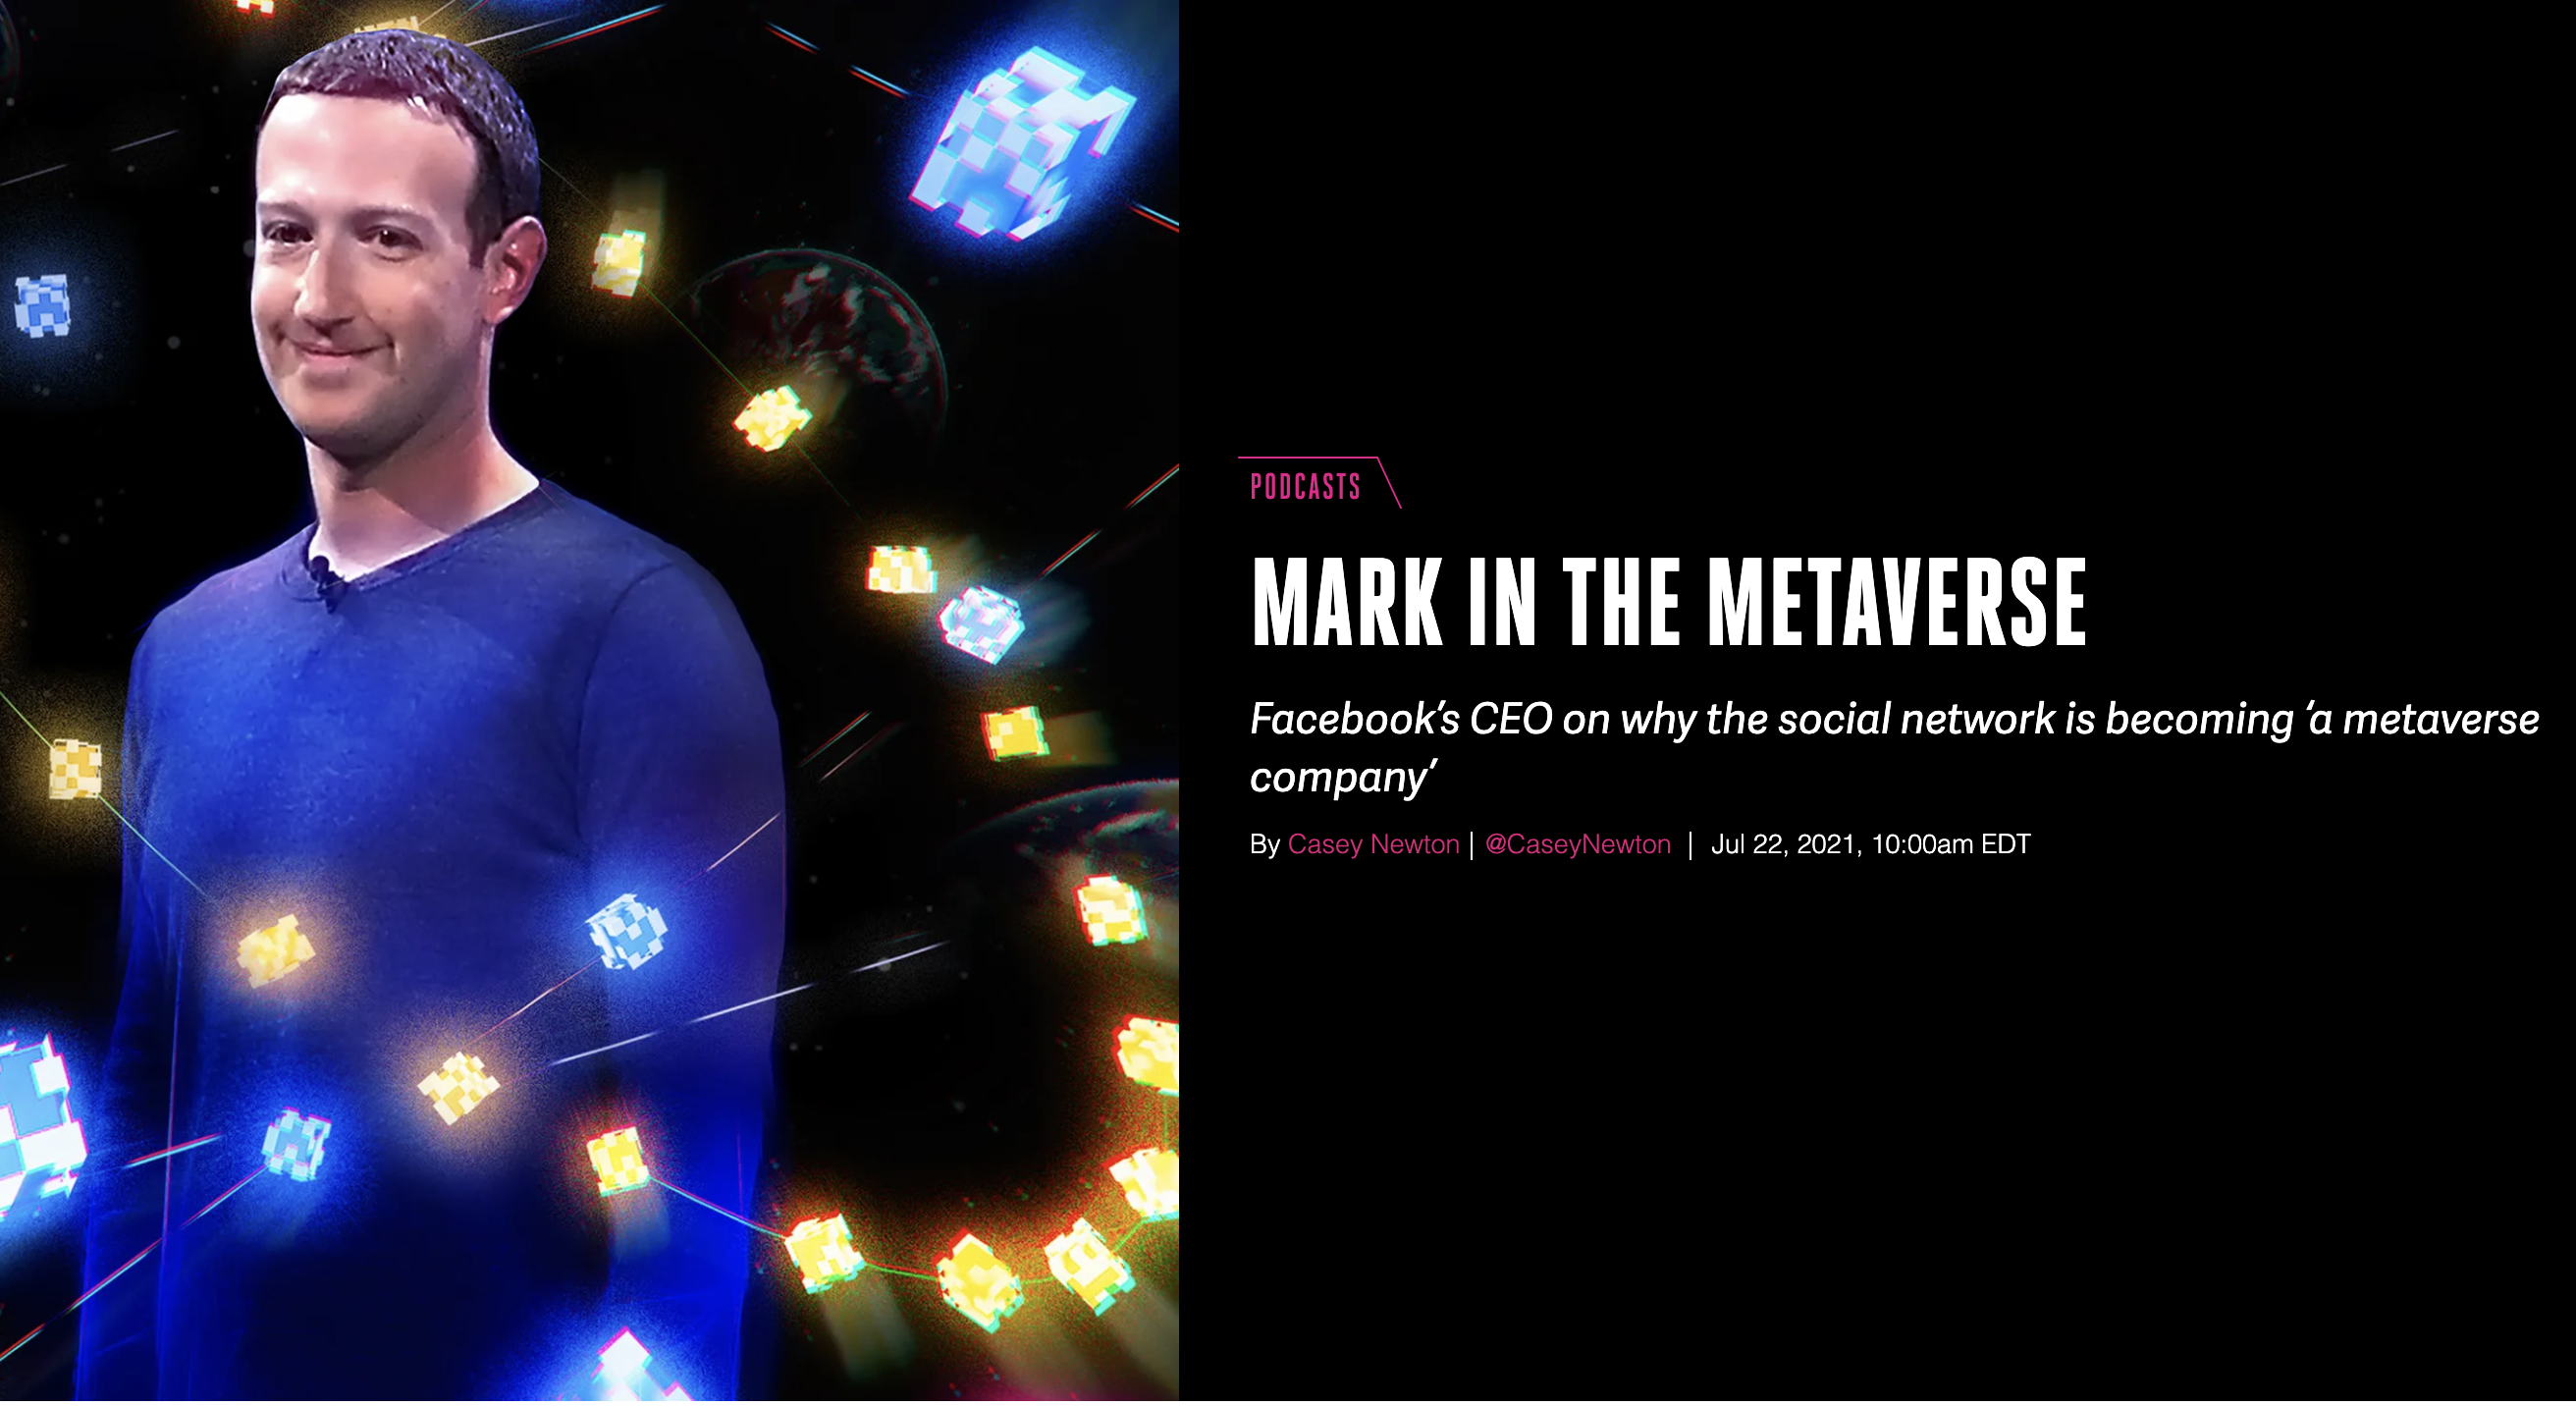 PODCASTS
MARK IN THE METAVERSE
Facebook’s CEO on why the social network is becoming ‘a metaverse
company’
By Casey Newton | @CaseyNewton | Jul 22, 2021, 10:00am EDT